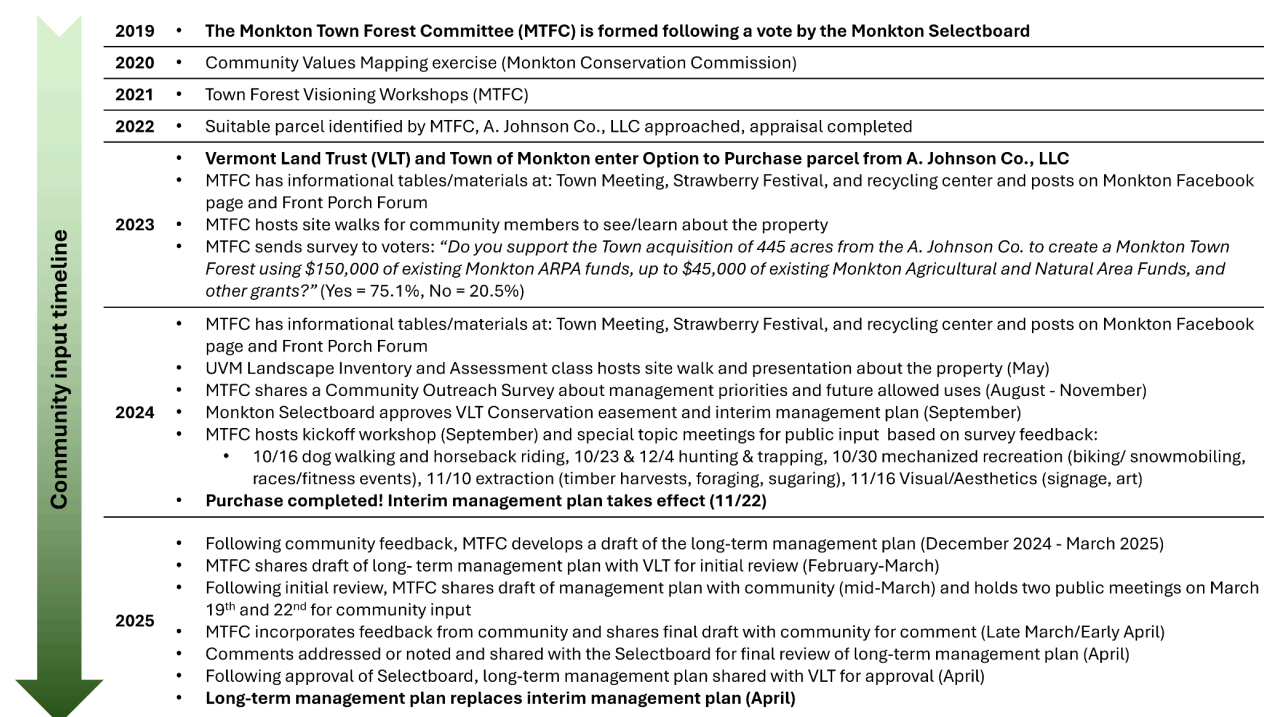 Community input timeline
2019 • The Monkton Town Forest Committee (MTFC) is formed following a vote by the Monkton Selectboard
2020 • Community Values Mapping exercise (Monkton Conservation Commission)
2021 • Town Forest Visioning Workshops (MTFC)
2022 • Suitable parcel identified by MTFC, A. Johnson Co., LLC approached, appraisal completed
2023
• Vermont Land Trust (VLT) and Town of Monkton enter Option to Purchase parcel from A. Johnson Co., LLC
• MTFC has informational tables/materials at: Town Meeting, Strawberry Festival, and recycling center and posts on Monkton Facebook
page and Front Porch Forum
• MTFC hosts site walks for community members to see/learn about the property
• MTFC sends survey to voters: “Do you support the Town acquisition of 445 acres from the A. Johnson Co. to create a Monkton Town
Forest using $150,000 of existing Monkton ARPA funds, up to $45,000 of existing Monkton Agricultural and Natural Area Funds, and
other grants?” (Yes = 75.1%, No = 20.5%)
2024
• MTFC has informational tables/materials at: Town Meeting, Strawberry Festival, and recycling center and posts on Monkton Facebook
page and Front Porch Forum
• UVM Landscape Inventory and Assessment class hosts site walk and presentation about the property (May)
• MTFC shares a Community Outreach Survey about management priorities and future allowed uses (August - November)
• Monkton Selectboard approves VLT Conservation easement and interim management plan (September)
• MTFC hosts kickoff workshop (September) and special topic meetings for public input based on survey feedback:
• 10/16 dog walking and horseback riding, 10/23 & 12/4 hunting & trapping, 10/30 mechanized recreation (biking/ snowmobiling,
races/fitness events), 11/10 extraction (timber harvests, foraging, sugaring), 11/16 Visual/Aesthetics (signage, art)
• Purchase completed! Interim management plan takes effect (11/22)
2025
• Following community feedback, MTFC develops a draft of the long-term management plan (December 2024 - March 2025)
• MTFC shares draft of long- term management plan with VLT for initial review (February-March)
• Following initial review, MTFC shares draft of management plan with community (mid-March) and holds two public meetings on March
19th and 22nd for community input
• MTFC incorporates feedback from community and shares final draft with community for comment (Late March/Early April)
• Comments addressed or noted and shared with the Selectboard for final review of long-term management plan (April)
• Following approval of Selectboard, long-term management plan shared with VLT for approval (April)
• Long-term management plan replaces interim management plan (April)